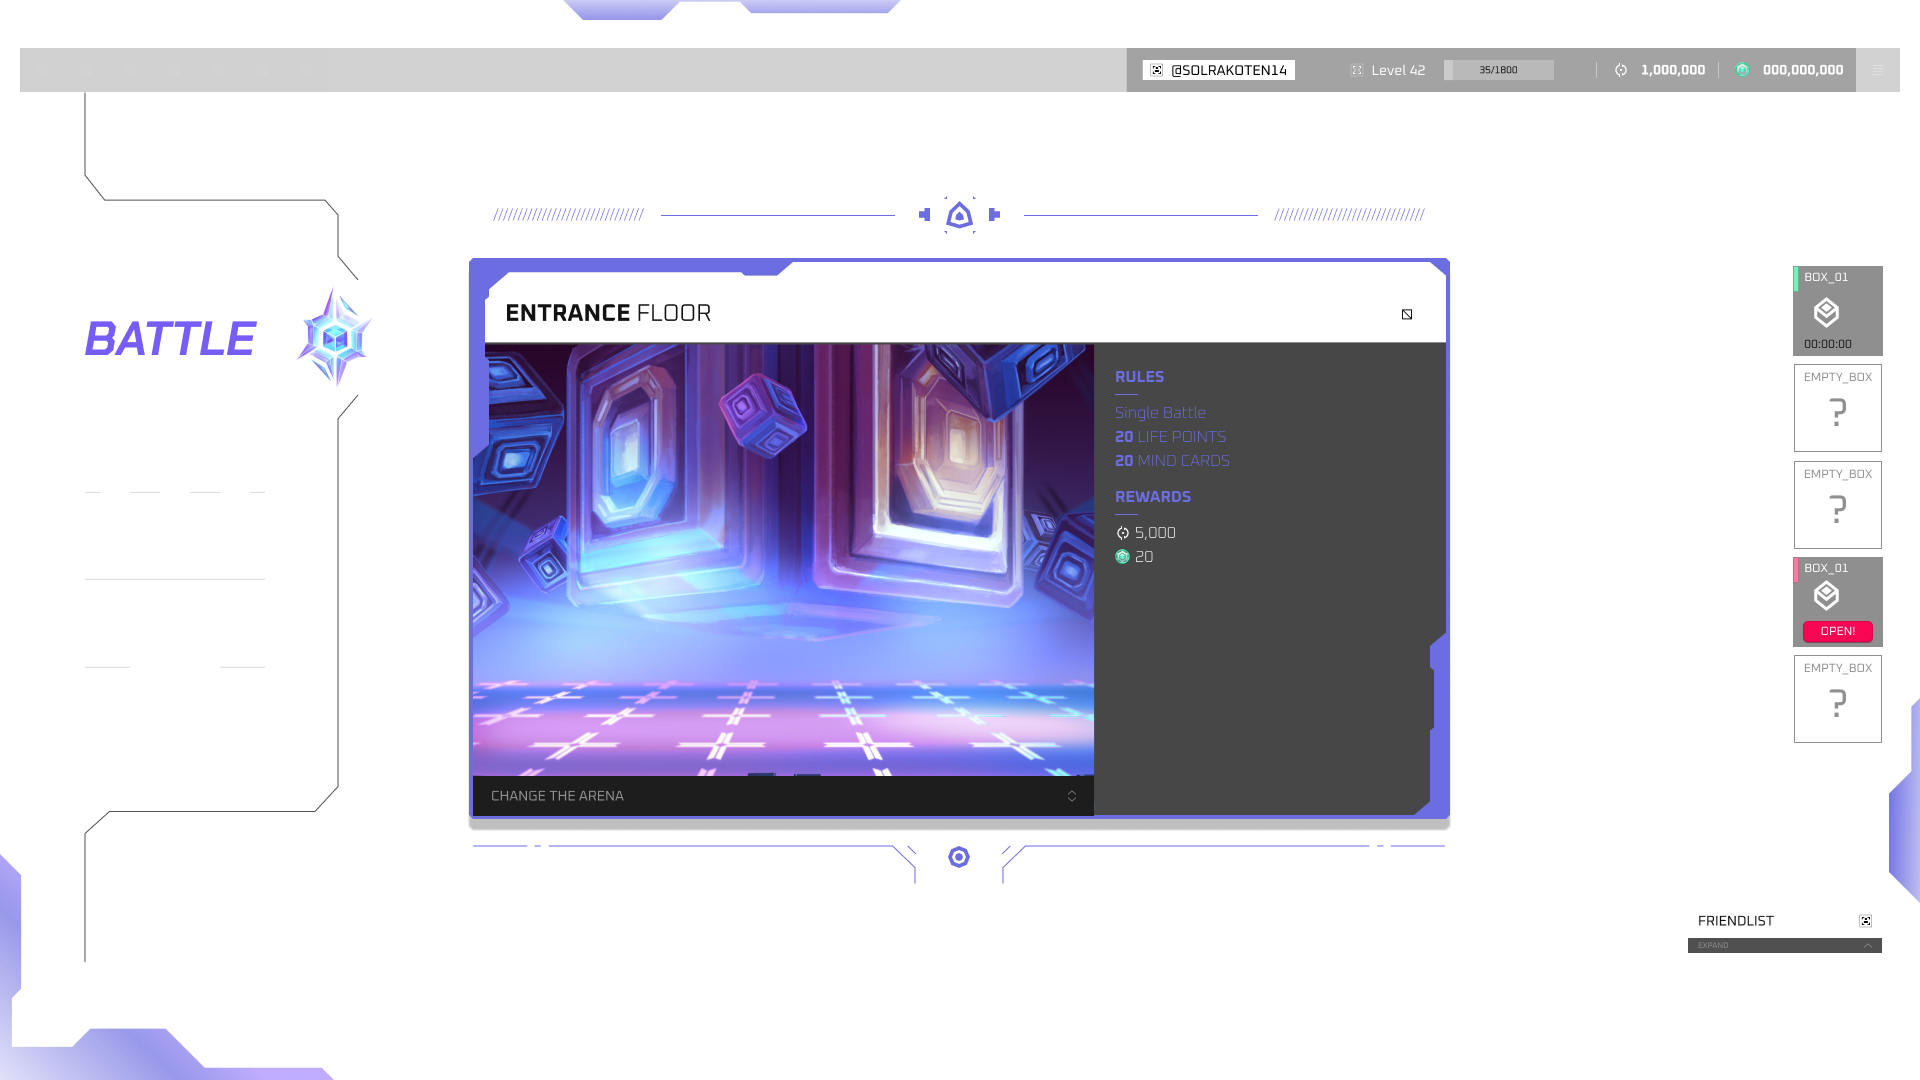 @SOLRAKOTEN14
Level 42
35/1800
1,000,000
000,000,000
BATTLE
ENTRANCE FLOOR
RULES
Single Battle
20 LIFE POINTS
20 MIND CARDS
REWARDS
5,000
20
CHANGE THE ARENA
BOX_01
00:00:00
EMPTY_BOX
?
EMPTY_BOX
?
BOX_01
OPEN!
EMPTY_BOX
?
FRIENDLIST
EXPAND